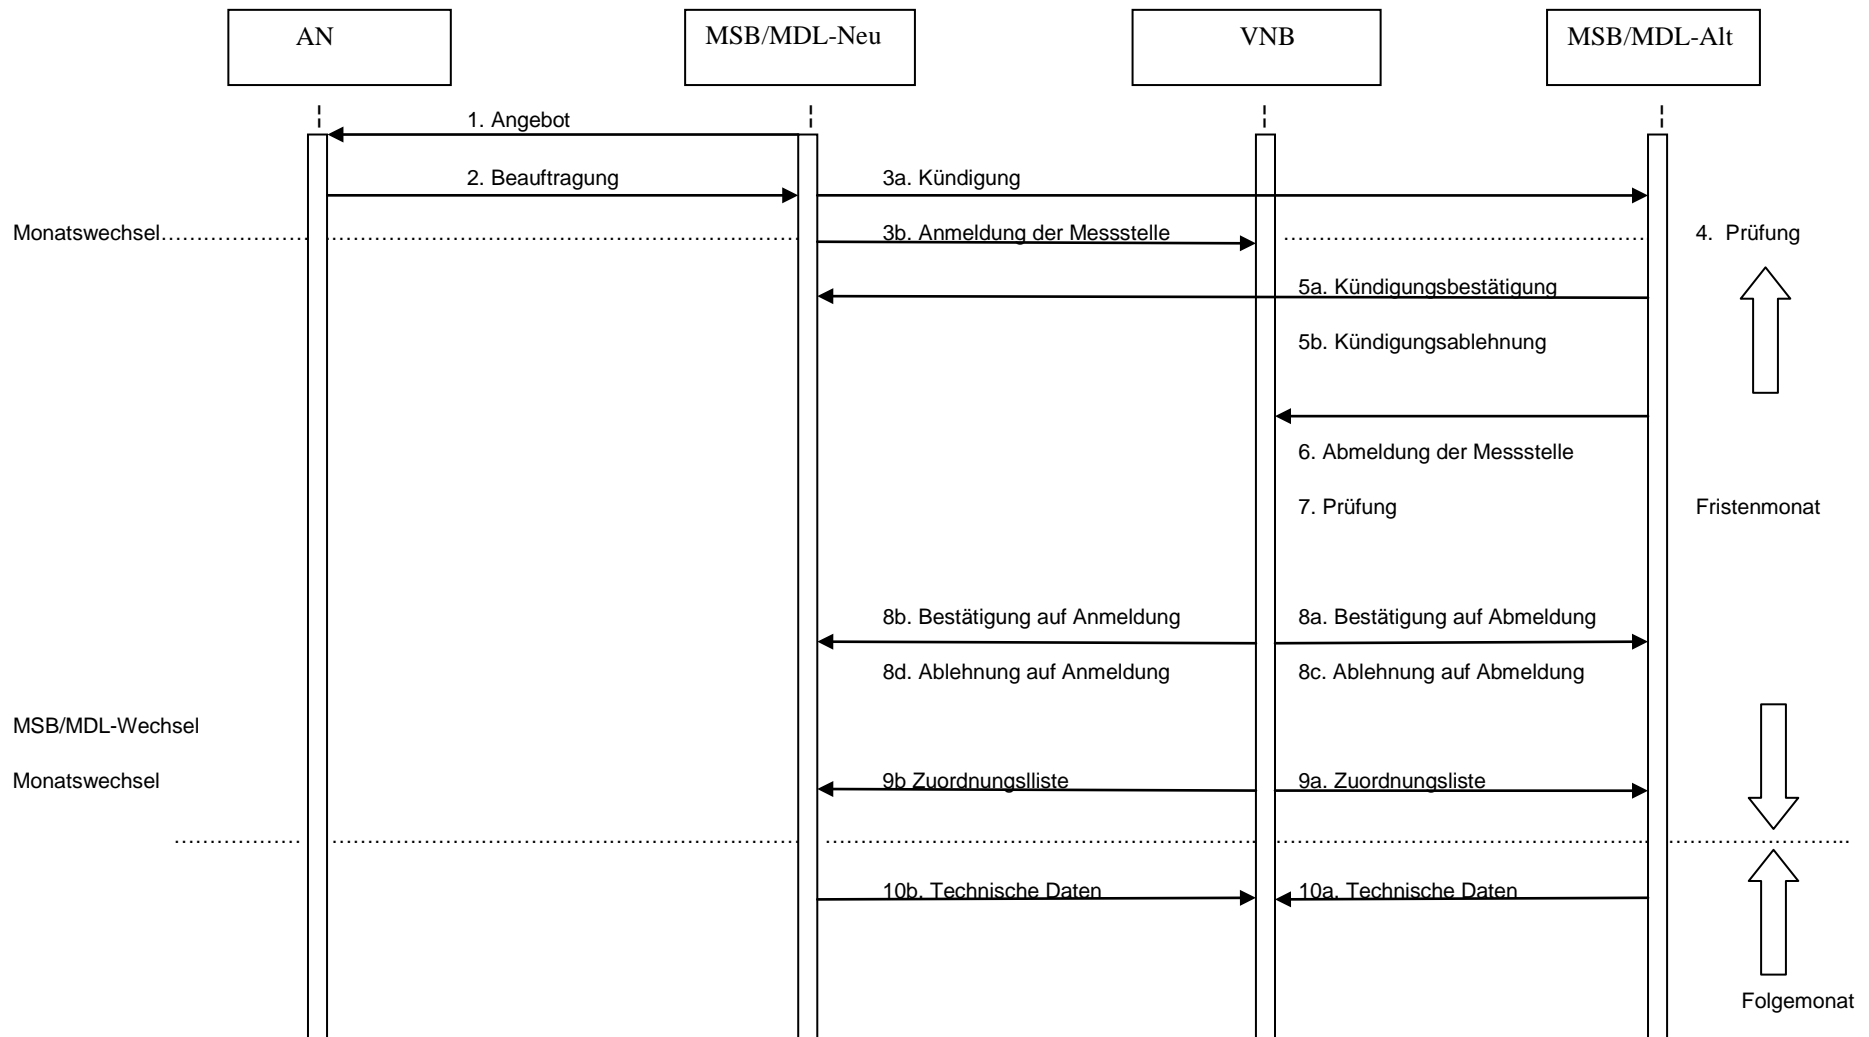 AN
MSB/MDL-Neu
VNB
MSB/MDL-Alt
1. Angebot
2. Beauftragung
3a. Kündigung
Monatswechsel
3b. Anmeldung der Messstelle
4. Prüfung
5a. Kündigungsbestätigung
5b. Kündigungsablehnung
6. Abmeldung der Messstelle
7. Prüfung
Fristenmonat
8b. Bestätigung auf Anmeldung
8a. Bestätigung auf Abmeldung
8d. Ablehnung auf Anmeldung
8c. Ablehnung auf Abmeldung
MSB/MDL-Wechsel
Monatswechsel
9b Zuordnungslliste
9a. Zuordnungsliste
10b. Technische Daten
10a. Technische Daten
Folgemonat